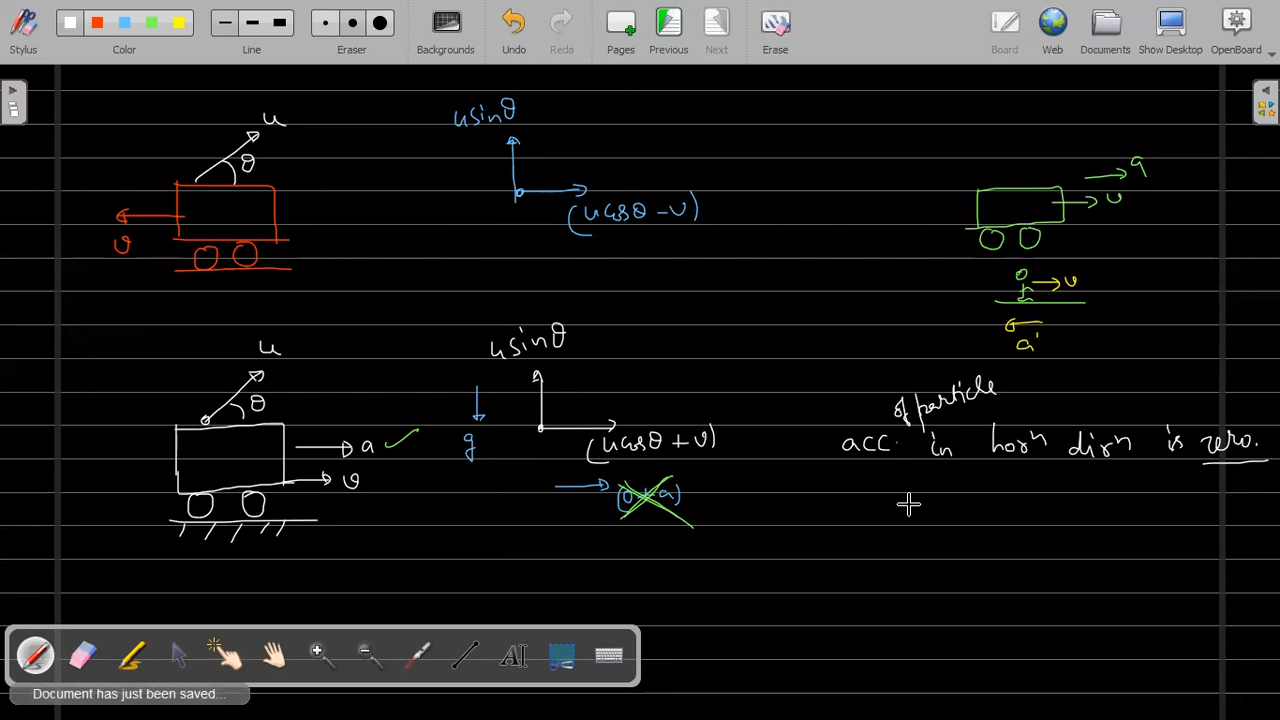 Stylus
Color
Line
Eraser
Backgrounds
Undo
Redo
Pages
Previous
Next
Erase
Board
Web
Documents
Show Desktop
OpenBoard
u
θ
v
usinθ
(ucosθ - v)
a
v
v
a'
u
θ
a ✓
v
usinθ
g
(ucosθ + v)
(0 + a)
of particle
acc. in horⁿ dirⁿ is zero.
Document has just been saved...